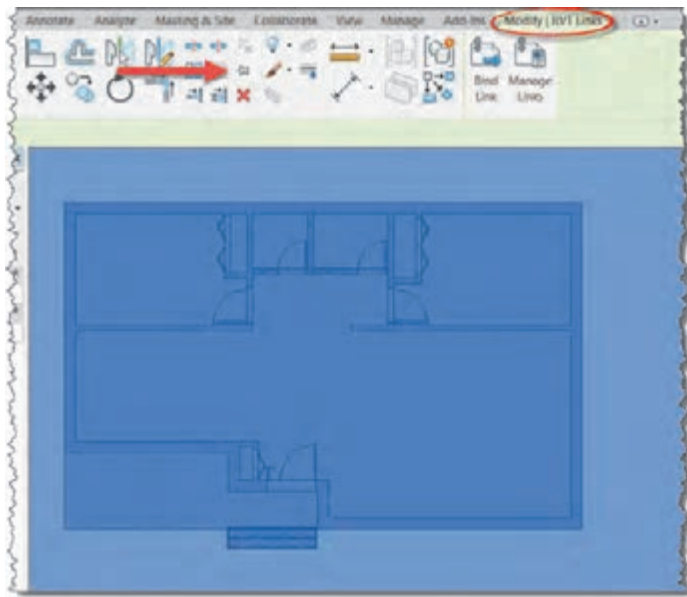 Annotate Analyze Massing & Site Collaborate View Manage Add-Ins Modify | RVT Links
Bind Manage
Link Links